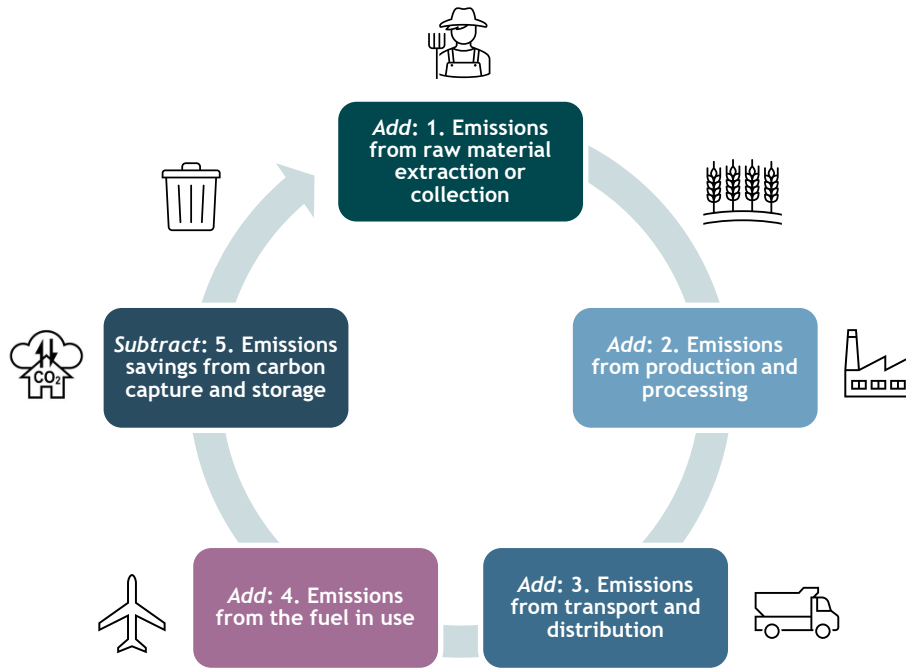 Add: 1. Emissions
from raw material
extraction or
collection
Add: 2. Emissions
from production and
processing
Add: 3. Emissions
from transport and
distribution
Add: 4. Emissions
from the fuel in use
Subtract: 5. Emissions
savings from carbon
capture and storage
CO₂